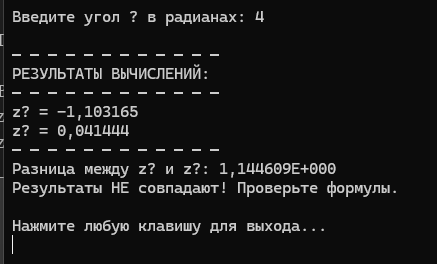 Введите угол ? в радианах: 4
— — — — — — — — — — — —
РЕЗУЛЬТАТЫ ВЫЧИСЛЕНИЙ:
— — — — — — — — — — — —
z? = -1,103165
z? = 0,041444
— — — — — — — — — — — —
Разница между z? и z?: 1,144609E+000
Результаты НЕ совпадают! Проверьте формулы.
Нажмите любую клавишу для выхода...